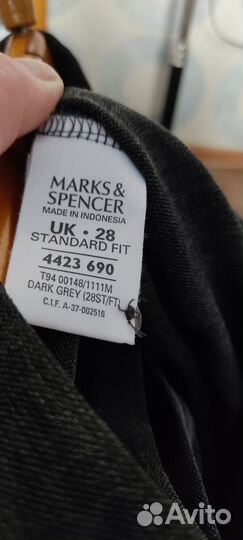 MARKS &
SPENCER
MADE IN INDONESIA
UK · 28
STANDARD FIT
4423 690
T94 00148/1111M
DARK GREY (28ST/FT)
C.I.F. A-37-002516
Avito